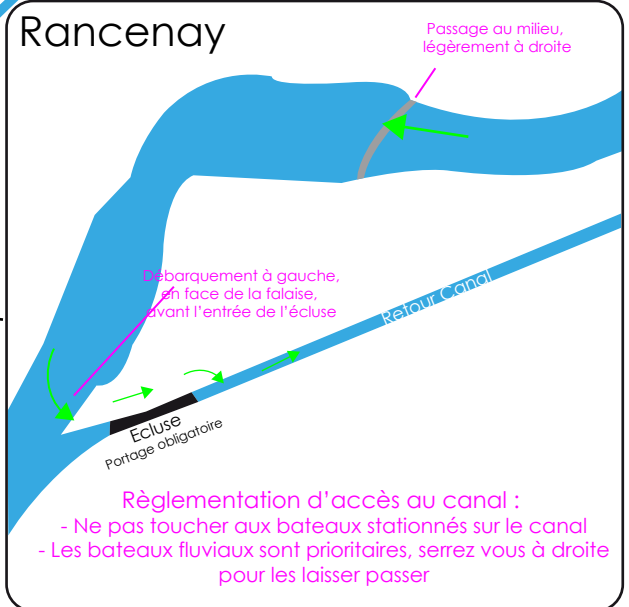 Rancenay
Passage au milieu,
légèrement à droite
Débarquement à gauche,
en face de la falaise,
avant l'entrée de l'écluse
Retour Canal
Ecluse
Portage obligatoire
Règlementation d'accès au canal :
- Ne pas toucher aux bateaux stationnés sur le canal
- Les bateaux fluviaux sont prioritaires, serrez vous à droite
pour les laisser passer